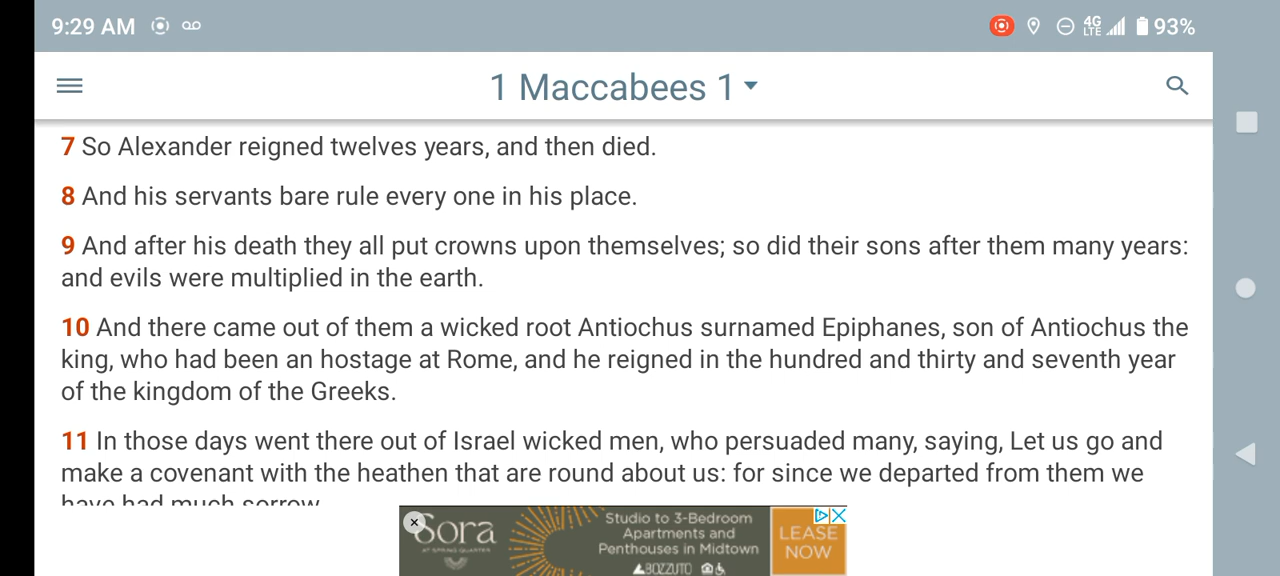 9:29 AM
4G
LTE
93%
1 Maccabees 1
7 So Alexander reigned twelves years, and then died.
8 And his servants bare rule every one in his place.
9 And after his death they all put crowns upon themselves; so did their sons after them many years:
and evils were multiplied in the earth.
10 And there came out of them a wicked root Antiochus surnamed Epiphanes, son of Antiochus the
king, who had been an hostage at Rome, and he reigned in the hundred and thirty and seventh year
of the kingdom of the Greeks.
11 In those days went there out of Israel wicked men, who persuaded many, saying, Let us go and
make a covenant with the heathen that are round about us: for since we departed from them we
have had much sorrow
Sora
AT SPRING QUARTER
Studio to 3-Bedroom
Apartments and
Penthouses in Midtown
BOZZUTO
LEASE
NOW